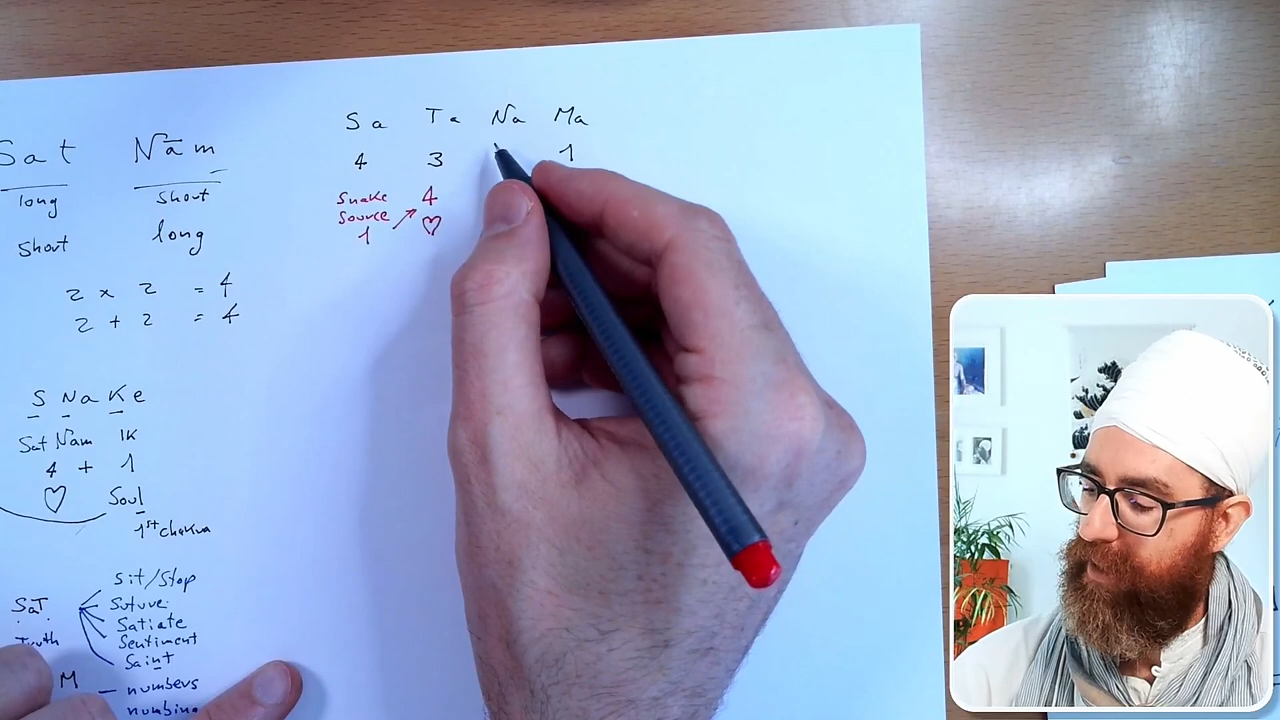 Sat Nām
long short
short long
2 x 2 = 4
2 + 2 = 4
S Na K e
Sat Nam IK
4 + 1
♡ Soul
1st Chakra
sit/stop
SaT Suture
Satiate
Truth Sentiment
Saint
M - numbers
numbing
Sa Ta Na Ma
4 3 1
Snake 4
Source ♡
1